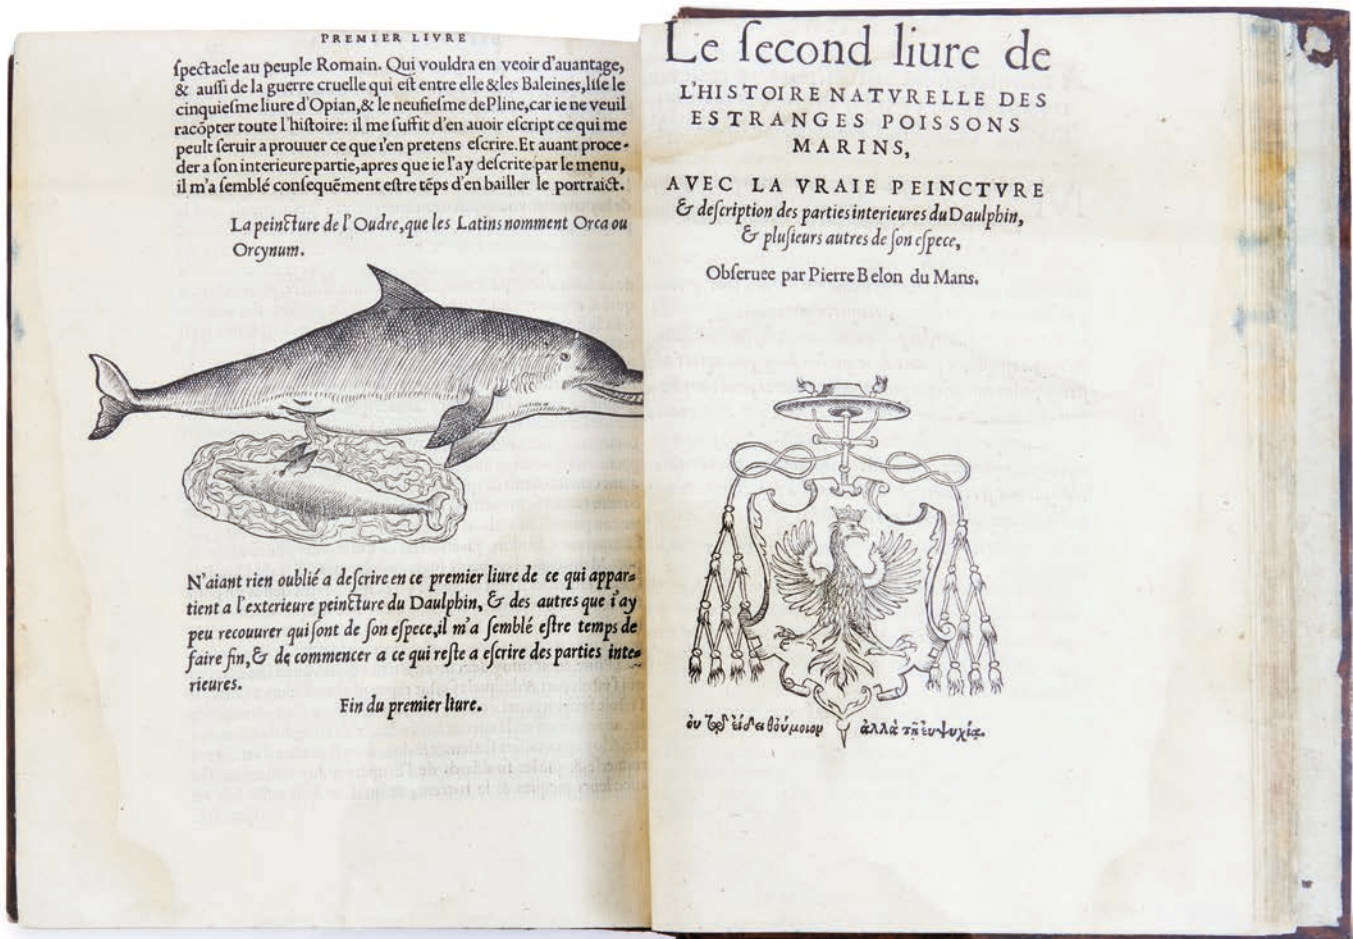 PREMIER LIVRE
ſpectacle au peuple Romain. Qui vouldra en veoir d'auantage,
& auſſi de la guerre cruelle qui eſt entre elle &les Baleines,liſe le
cinquieſme liure d'Opian,& le neufieſme dePline,car ie ne veuil
racõpter toute l'hiſtoire: il me ſuffit d'en auoir eſcript ce qui me
peult ſeruir a prouuer ce que i'en pretens eſcrire.Et auant proce-
der a ſon interieure partie,apres que ie l'ay deſcrite par le menu,
il m'a ſemblé conſequẽment eſtre tẽps d'en bailler le portraict.
La peincture de l'Oudre,que les Latins nomment Orca ou
Orcynum.
N'aiant rien oublié a deſcrire en ce premier liure de ce qui appar-
tient a l'exterieure peincture du Daulphin, & des autres que i'ay
peu recouurer qui ſont de ſon eſpece,il m'a ſemblé eſtre temps de
faire fin,& de commencer a ce qui reſte a eſcrire des parties inte-
rieures.
Fin du premier liure.
Le ſecond liure de
L'HISTOIRE NATVRELLE DES
ESTRANGES POISSONS
MARINS,
AVEC LA VRAIE PEINCTVRE
& deſcription des parties interieures du Daulphin,
& pluſieurs autres de ſon eſpece,
Obſeruee par Pierre Belon du Mans.
ἀλλὰ τῇ ἐυψυχίᾳ.